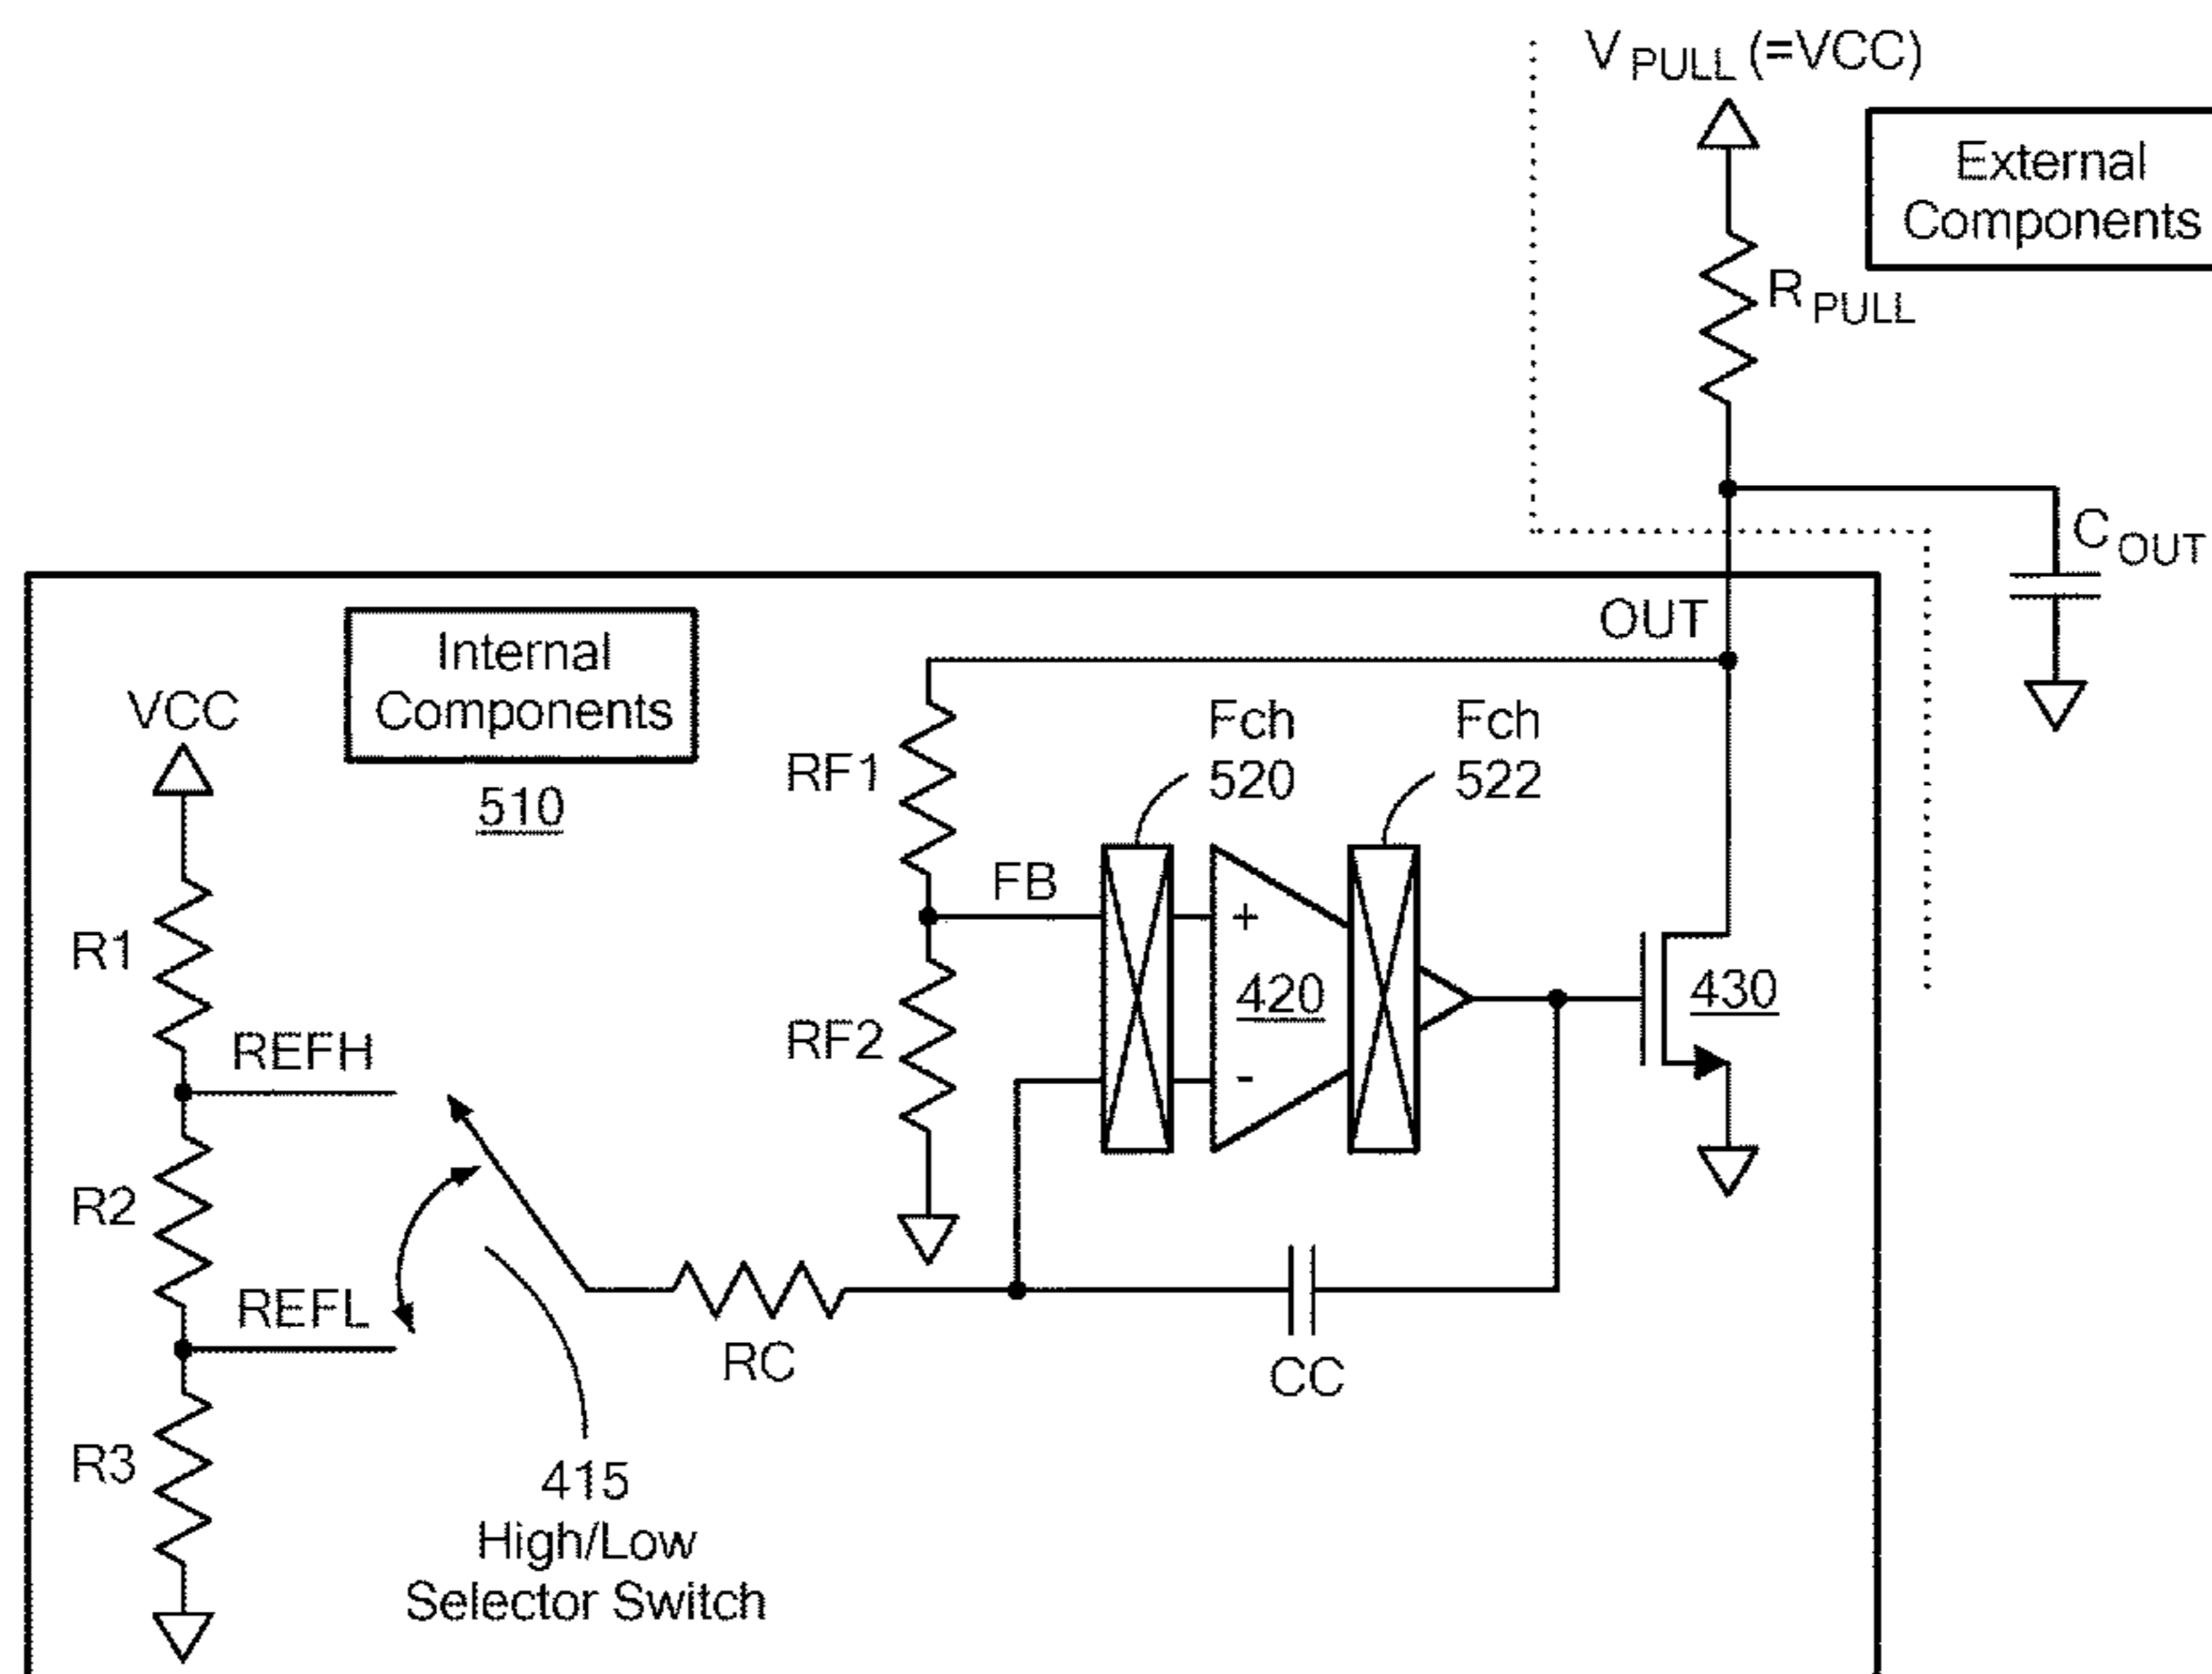 V PULL (=VCC)
External
Components
R PULL
C OUT
OUT
Internal
Components
510
VCC
Fch
520
Fch
522
RF1
FB
+
-
420
430
R1
RF2
REFH
R2
REFL
RC
CC
R3
415
High/Low
Selector Switch